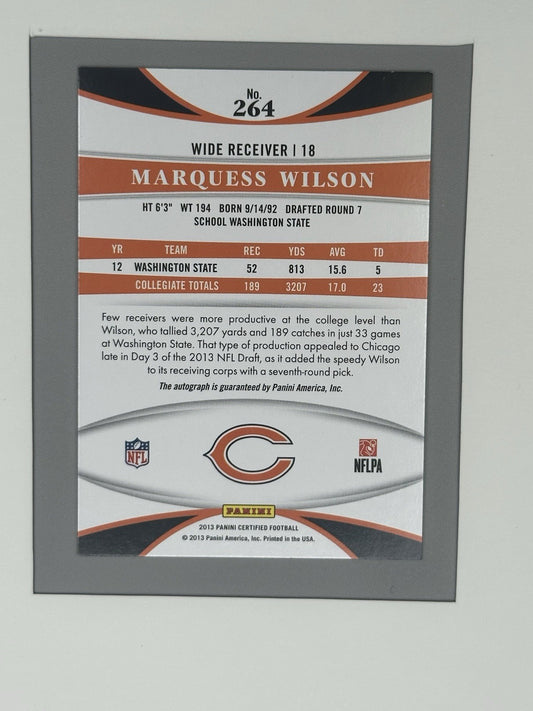 No.
264
WIDE RECEIVER | 18
MARQUESS WILSON
HT 6'3" WT 194 BORN 9/14/92 DRAFTED ROUND 7
SCHOOL WASHINGTON STATE
YR TEAM REC YDS AVG TD
12 WASHINGTON STATE 52 813 15.6 5
COLLEGIATE TOTALS 189 3207 17.0 23
Few receivers were more productive at the college level than
Wilson, who tallied 3,207 yards and 189 catches in just 33 games
at Washington State. That type of production appealed to Chicago
late in Day 3 of the 2013 NFL Draft, as it added the speedy Wilson
to its receiving corps with a seventh-round pick.
The autograph is guaranteed by Panini America, Inc.
NFL
C
NFLPA
PANINI
2013 PANINI CERTIFIED FOOTBALL
© 2013 Panini America, Inc. Printed in the USA.